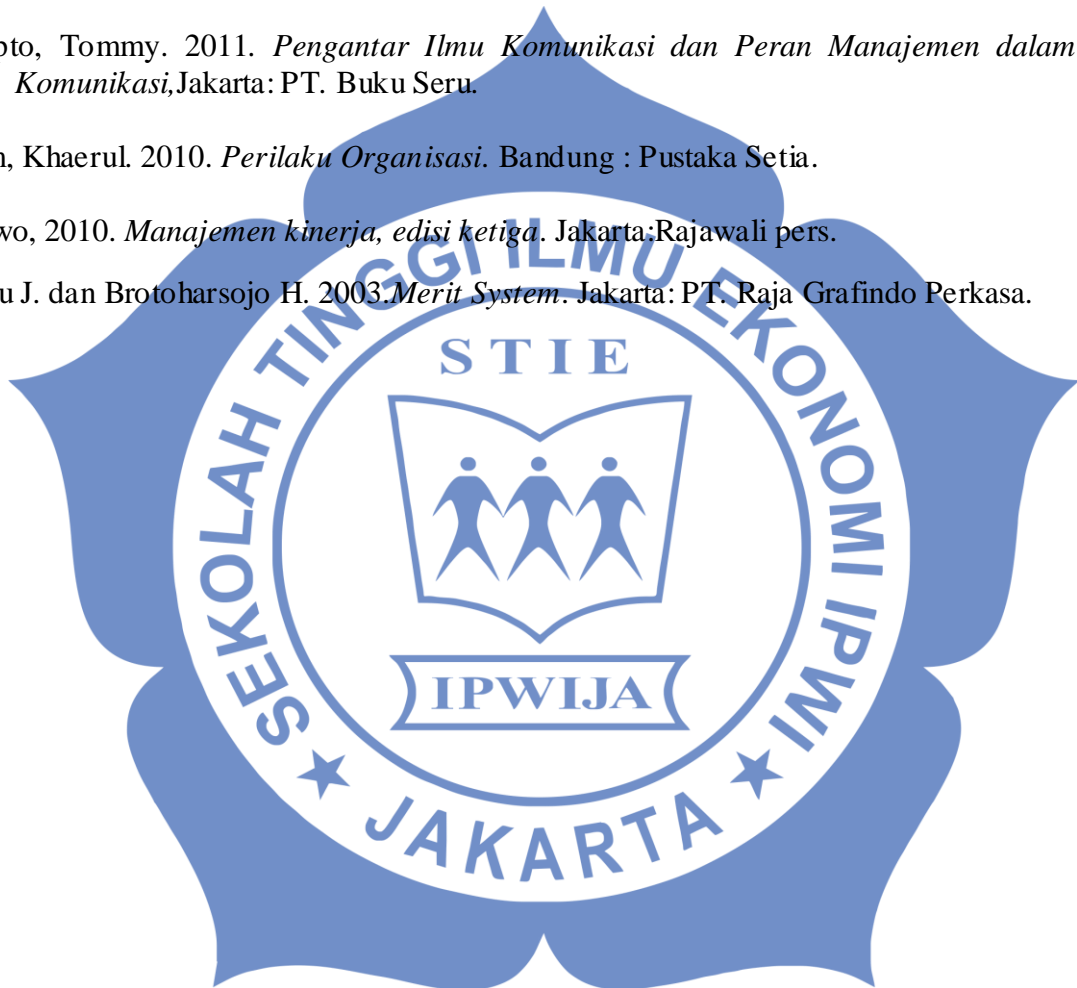 pto, Tommy. 2011. Pengantar Ilmu Komunikasi dan Peran Manajemen dalam
Komunikasi,Jakarta: PT. Buku Seru.
n, Khaerul. 2010. Perilaku Organisasi. Bandung : Pustaka Setia.
wo, 2010. Manajemen kinerja, edisi ketiga. Jakarta:Rajawali pers.
u J. dan Brotoharsojo H. 2003.Merit System. Jakarta: PT. Raja Grafindo Perkasa.
SEKOLAH TINGGI ILMU EKONOMI IPWI
STIE
IPWIJA
JAKARTA